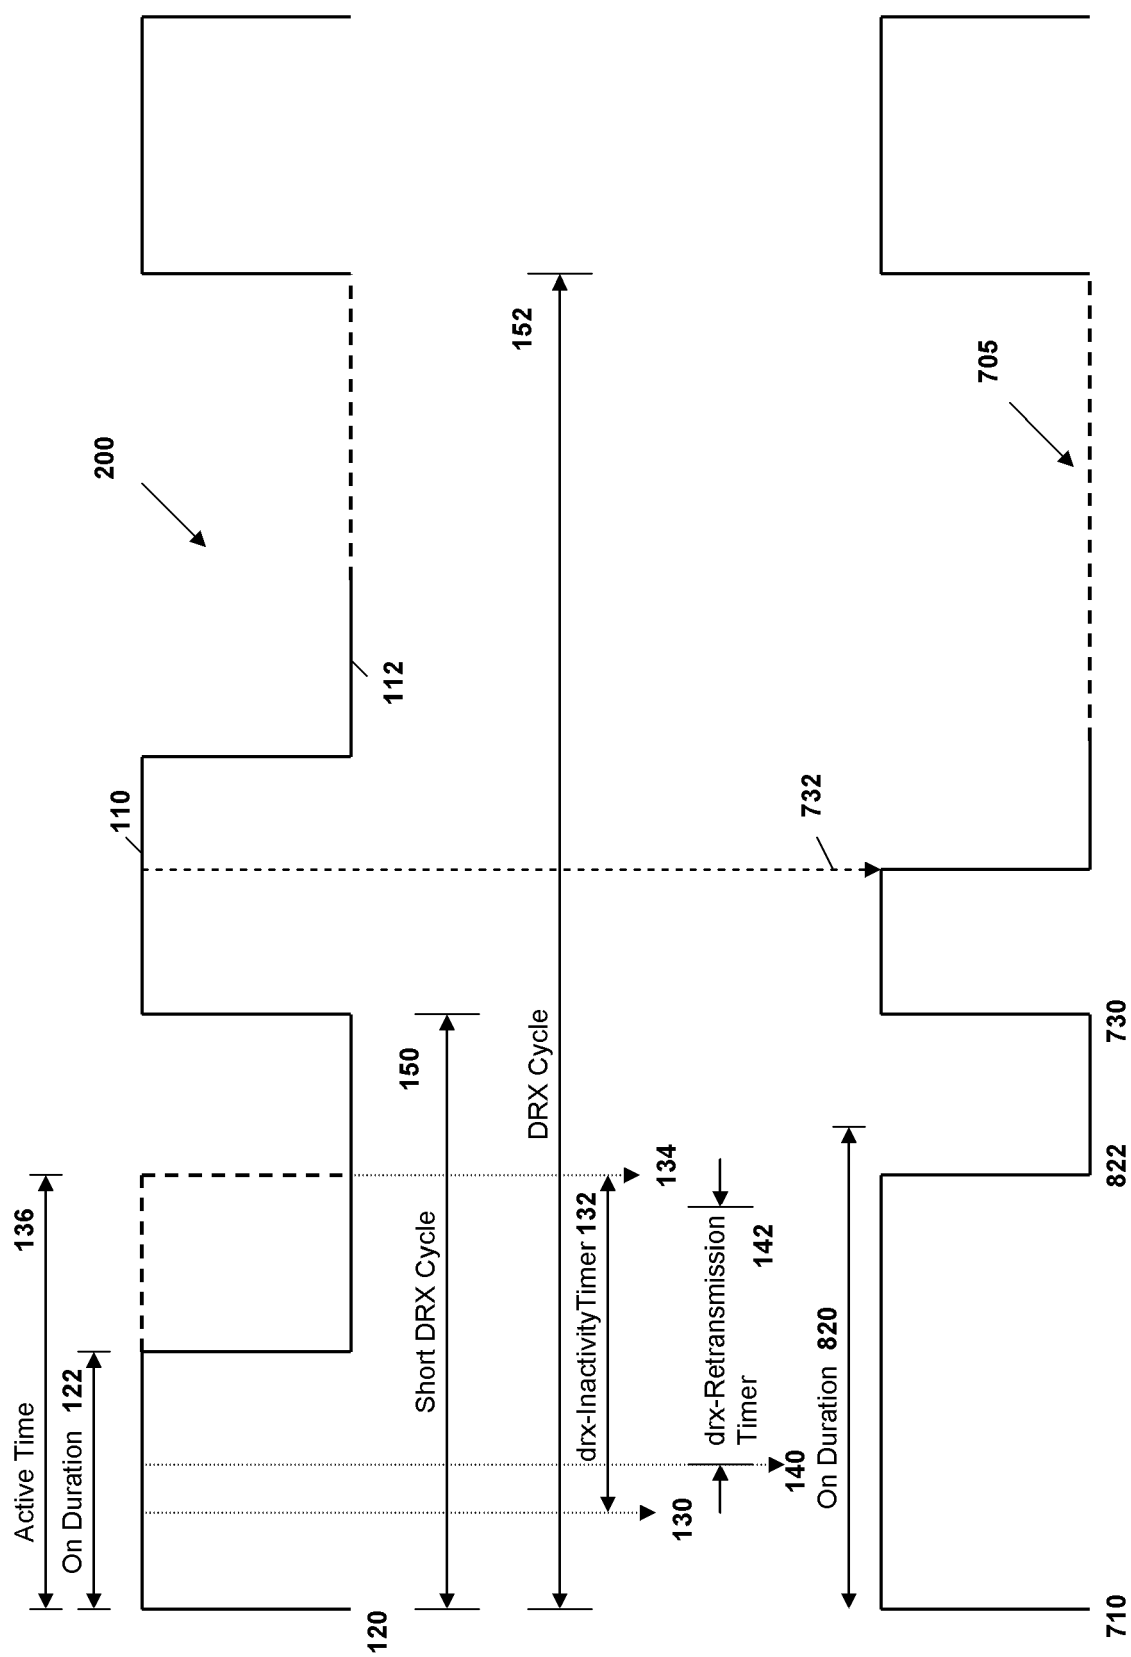 Active Time
136
On Duration 122
200
110
120
112
Short DRX Cycle
150
DRX Cycle
152
drx-InactivityTimer 132
130
134
drx-Retransmission
Timer
142
140
732
On Duration 820
705
710
822
730